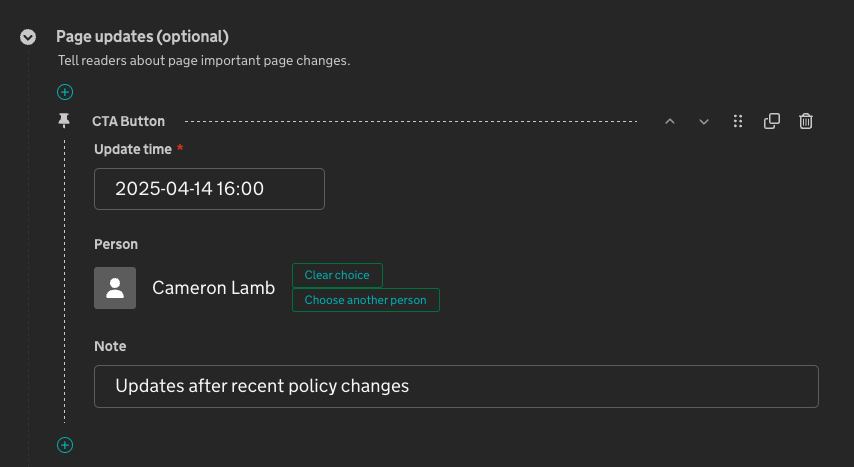 Page updates (optional)
Tell readers about page important page changes.
CTA Button
Update time *
2025-04-14 16:00
Person
Cameron Lamb
Clear choice
Choose another person
Note
Updates after recent policy changes